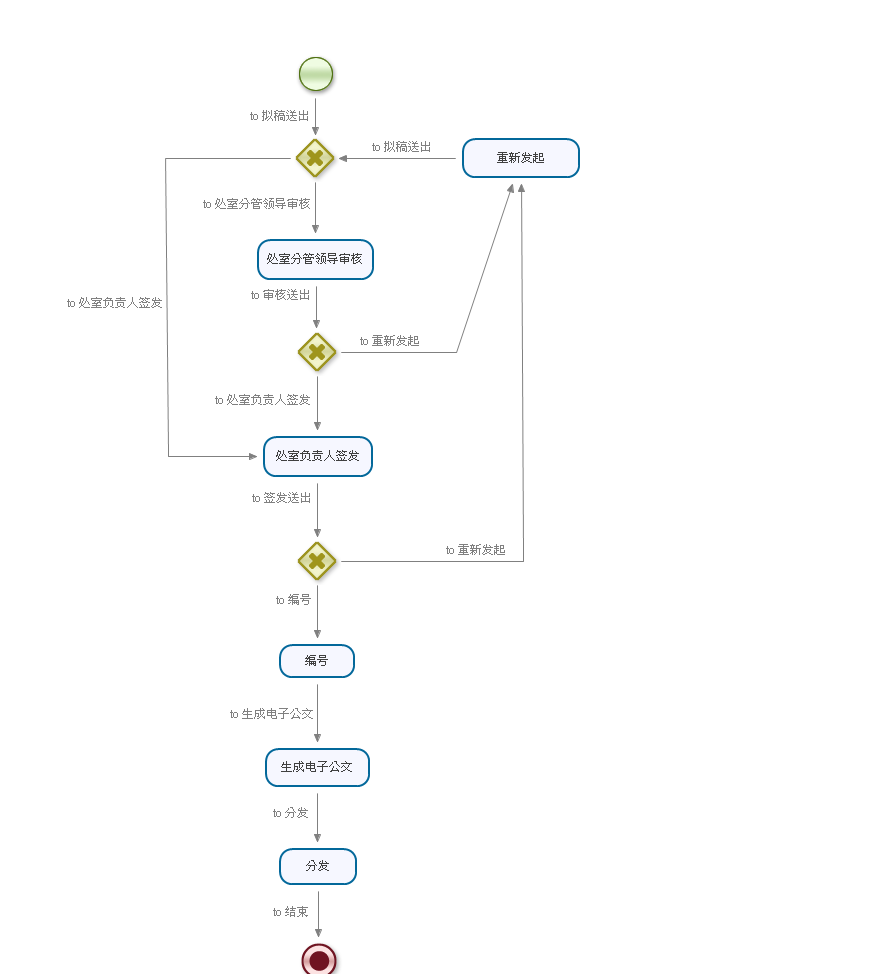 to 拟稿送出
to 拟稿送出
重新发起
to 处室分管领导审核
处室分管领导审核
to 审核送出
to 处室负责人签发
to 重新发起
to 处室负责人签发
处室负责人签发
to 签发送出
to 重新发起
to 编号
编号
to 生成电子公文
生成电子公文
to 分发
分发
to 结束